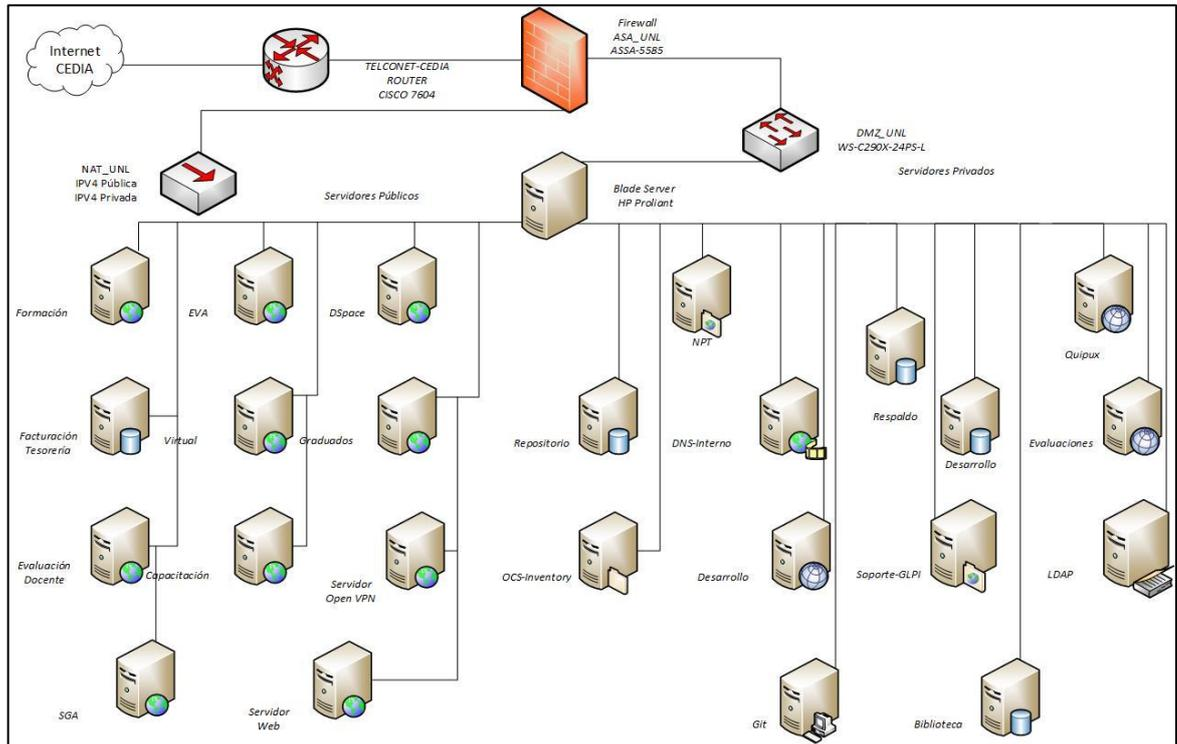 Internet
CEDIA
TELCONET-CEDIA
ROUTER
CISCO 7604
Firewall
ASA_UNL
ASSA-5585
DMZ_UNL
WS-C290X-24PS-L
NAT_UNL
IPV4 Pública
IPV4 Privada
Servidores Públicos
Blade Server
HP Proliant
Servidores Privados
Formación
EVA
DSpace
NPT
Quipux
Facturación
Tesorería
Virtual
Graduados
Repositorio
DNS-Interno
Respaldo
Desarrollo
Evaluaciones
Evaluación
Docente
Capacitación
Servidor
Open VPN
OCS-Inventory
Desarrollo
Soporte-GLPI
LDAP
SGA
Servidor
Web
Git
Biblioteca